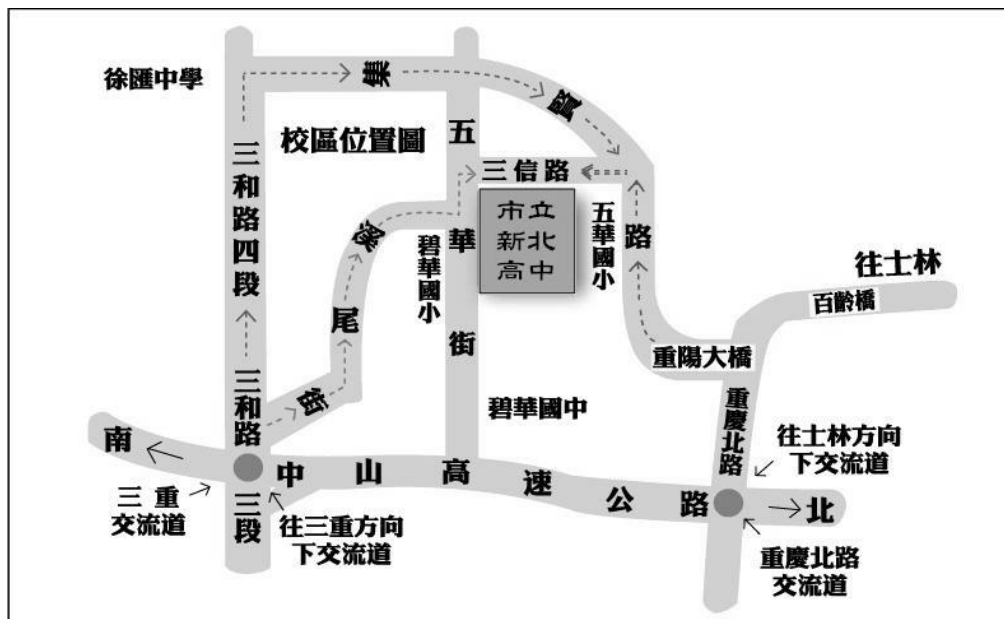 徐匯中學
校區位置圖
集
賢
路
五
華
街
三信路
市立
新北
高中
五華國小
碧華國小
三和路四段
溪
尾
街
往士林
百齡橋
重陽大橋
三和路
三段
碧華國中
重慶北路
往士林方向
下交流道
南
中山高速公路
北
三重
交流道
往三重方向
下交流道
重慶北路
交流道